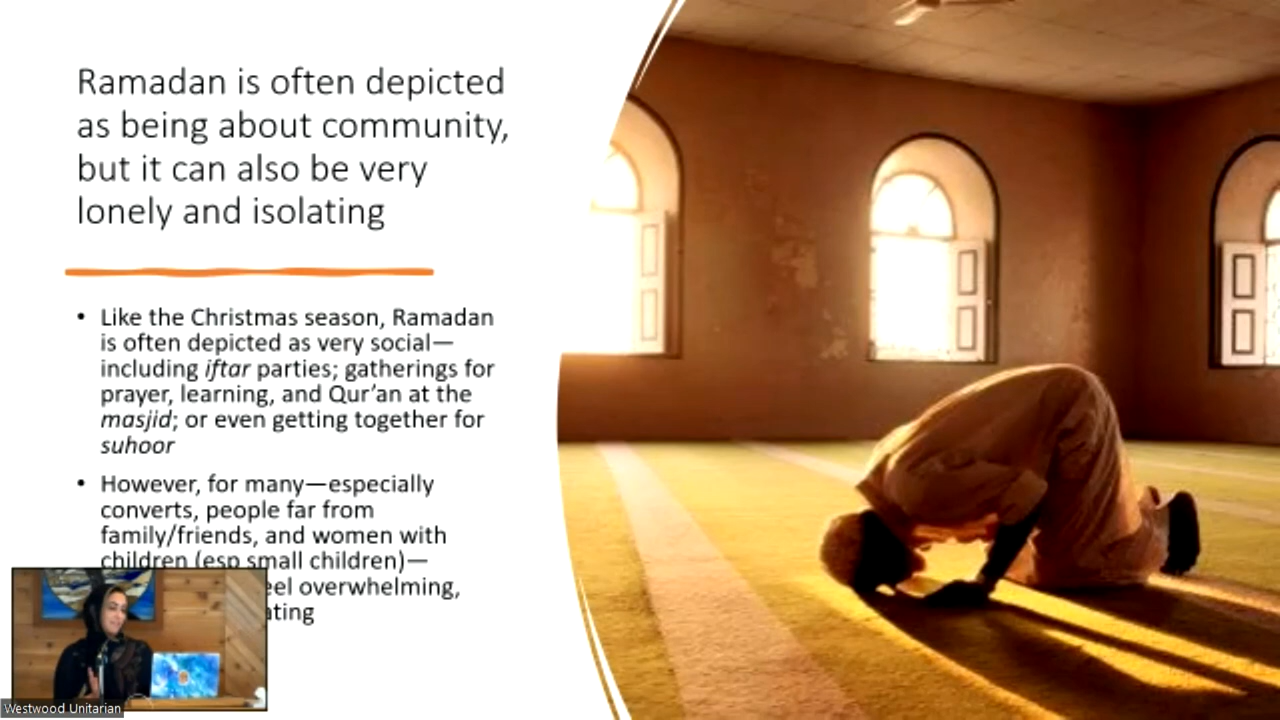 Ramadan is often depicted
as being about community,
but it can also be very
lonely and isolating
• Like the Christmas season, Ramadan
is often depicted as very social—
including iftar parties; gatherings for
prayer, learning, and Qur’an at the
masjid; or even getting together for
suhoor
• However, for many—especially
converts, people far from
family/friends, and women with
children (esp small children)—
overwhelming,
Westwood Unitarian